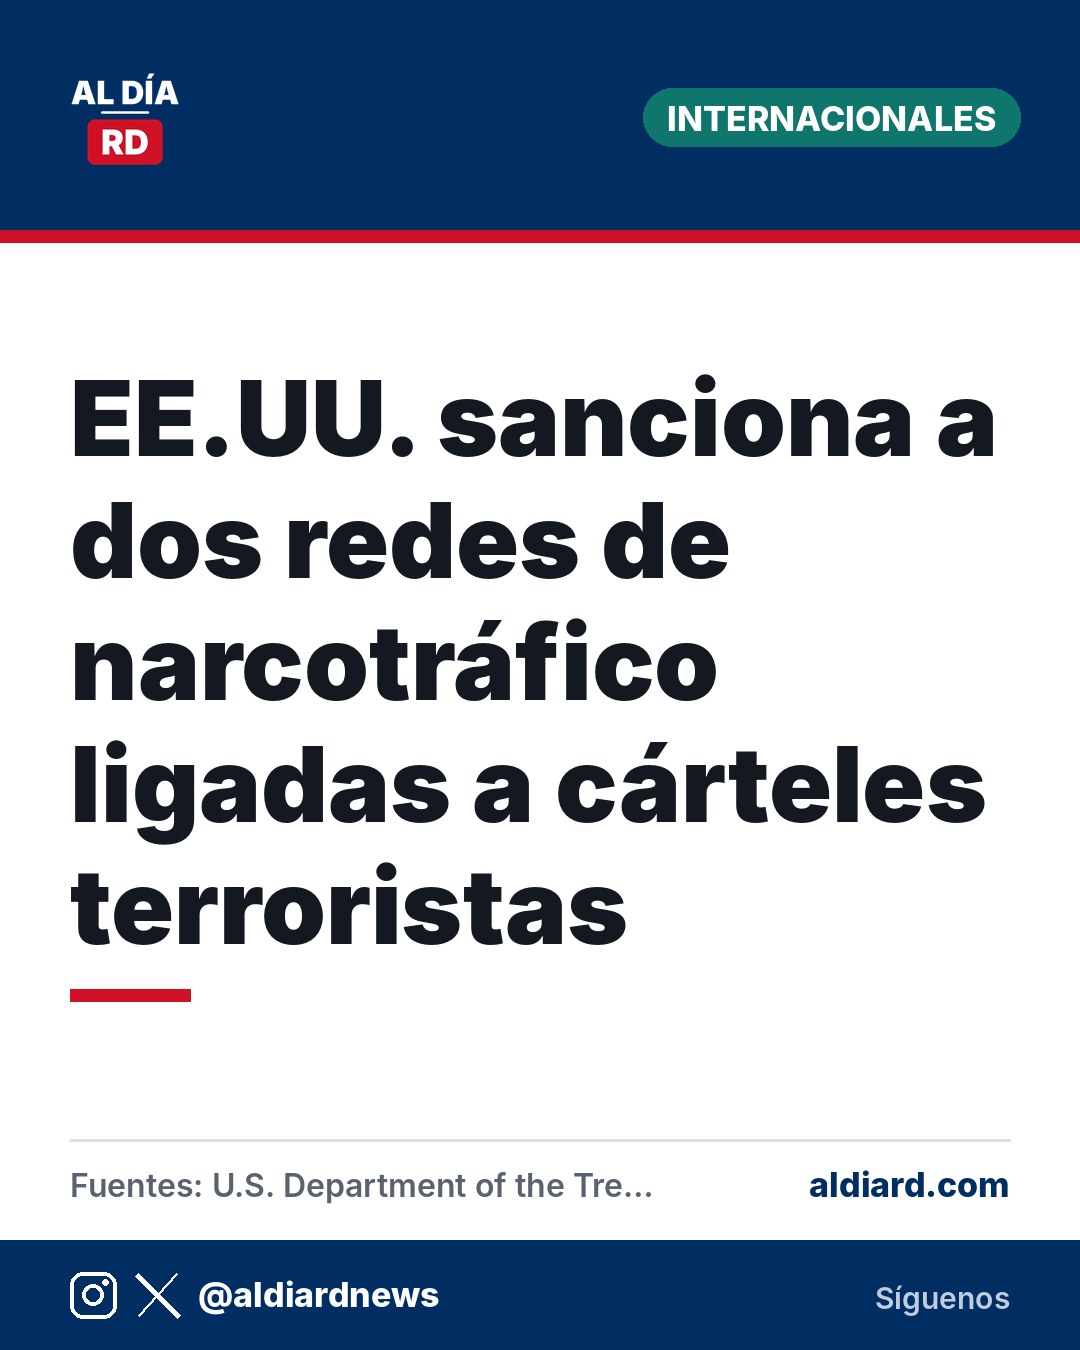 AL DÍA
RD
INTERNACIONALES
EE.UU. sanciona a
dos redes de
narcotráfico
ligadas a cárteles
terroristas
Fuentes: U.S. Department of the Tre...
aldiard.com
@aldiardnews
Síguenos